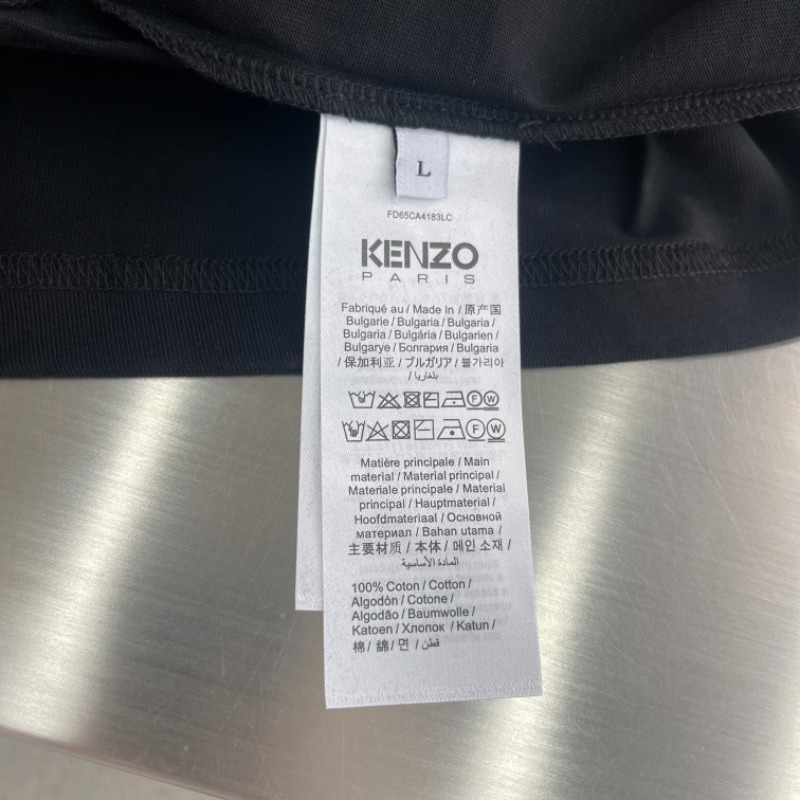 L
FD65CA4183LC
KENZO
PARIS
Fabriqué au / Made In / 原产国
Bulgarie / Bulgaria / Bulgaria /
Bulgaria / Bulgária / Bulgarien /
Bulgarye / Болгария / Bulgaria
/ 保加利亚 / ブルガリア / 불가리아
/ بلغاريا
F W
F W
Matière principale / Main
material / Material principal /
Materiale principale / Material
principal / Hauptmaterial /
Hoofdmateriaal / Основной
материал / Bahan utama /
主要材质 / 本体 / 메인 소재 /
المادة الأساسية
100% Coton / Cotton /
Algodón / Cotone /
Algodão / Baumwolle /
Katoen / Хлопок / Katun /
棉 / 綿 / 면 / قطن